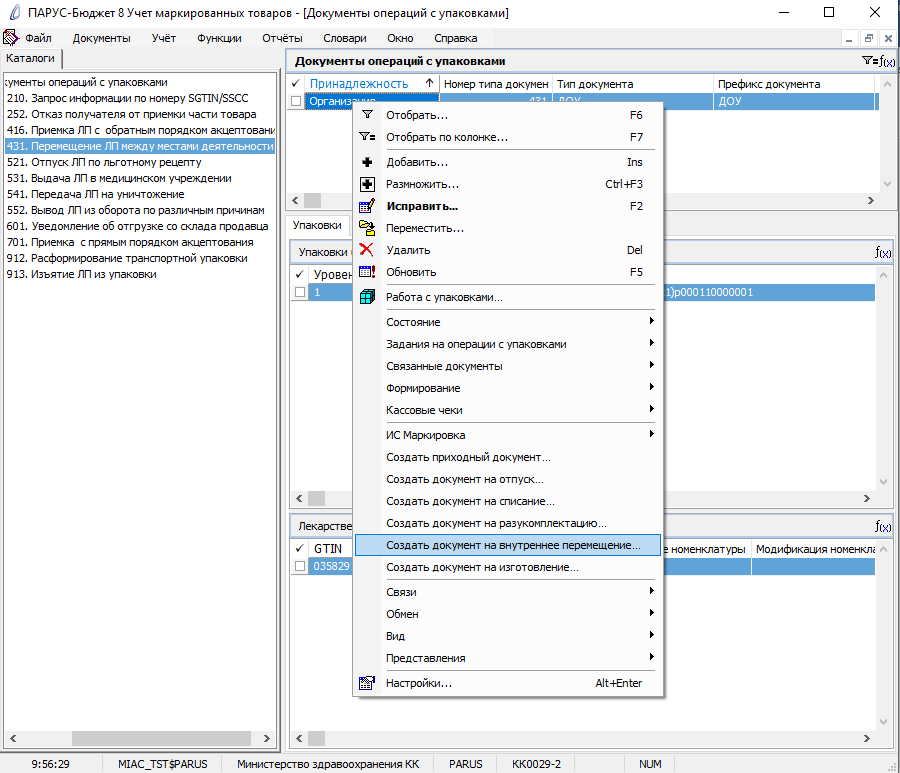 ПАРУС-Бюджет 8 Учет маркированных товаров - [Документы операций с упаковками]
Файл Документы Учёт Функции Отчёты Словари Окно Справка
Каталоги
кументы операций с упаковками
210. Запрос информации по номеру SGTIN/SSCC
252. Отказ получателя от приемки части товара
416. Приемка ЛП с обратным порядком акцептовани
431. Перемещение ЛП между местами деятельности
521. Отпуск ЛП по льготному рецепту
531. Выдача ЛП в медицинском учреждении
541. Передача ЛП на уничтожение
552. Вывод ЛП из оборота по различным причинам
601. Уведомление об отгрузке со склада продавца
701. Приемка с прямым порядком акцептования
912. Расформирование транспортной упаковки
913. Изъятие ЛП из упаковки
Документы операций с упаковками
f(x)
Принадлежность Номер типа докумен Тип документа Префикс документа
Организация 431 ДОУ ДОУ
Отобрать... F6
Отобрать по колонке... F7
Добавить... Ins
Размножить... Ctrl+F3
Исправить... F2
Переместить...
Удалить Del
Обновить F5
Работа с упаковками...
Состояние
Задания на операции с упаковками
Связанные документы
Формирование
Кассовые чеки
ИС Маркировка
Создать приходный документ...
Создать документ на отпуск...
Создать документ на списание...
Создать документ на разукомплектацию...
Создать документ на внутреннее перемещение...
Создать документ на изготовление...
Связи
Обмен
Вид
Представления
Настройки... Alt+Enter
Упаковки
Упаковки
f(x)
Уровен
1 1)p000110000001
Лекарстве
f(x)
GTIN е номенклатуры Модификация номенкла
035829
9:56:29 MIAC_TST$PARUS Министерство здравоохранения КК PARUS КК0029-2 NUM